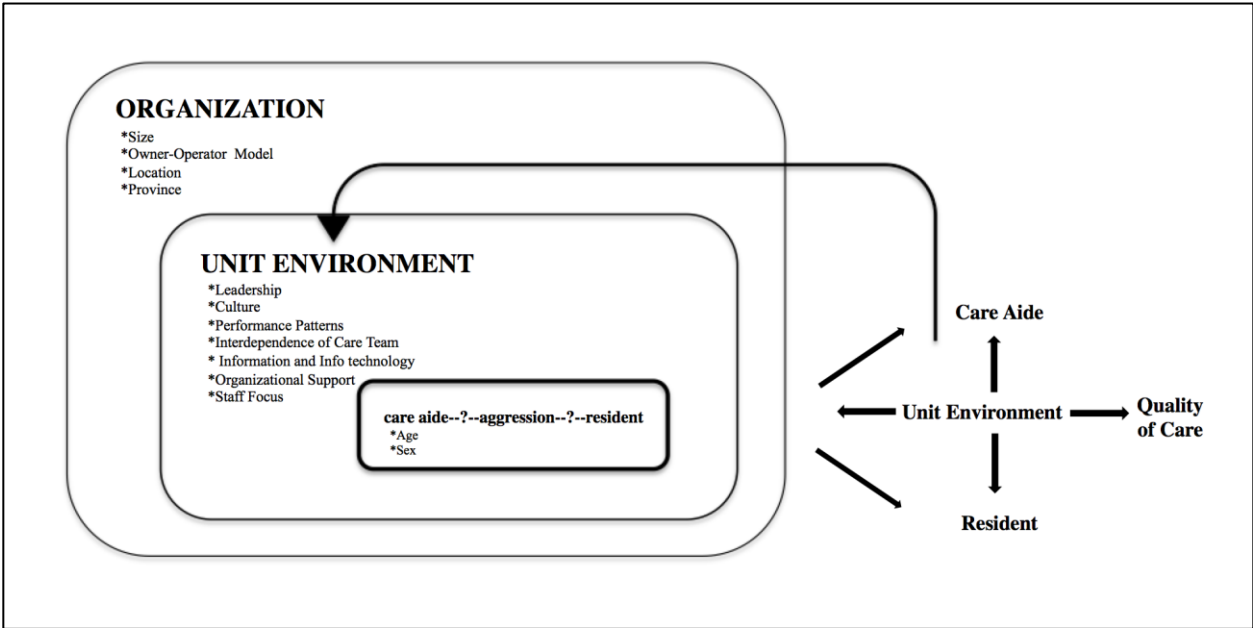 ORGANIZATION
*Size
*Owner-Operator Model
*Location
*Province
UNIT ENVIRONMENT
*Leadership
*Culture
*Performance Patterns
*Interdependence of Care Team
* Information and Info technology
*Organizational Support
*Staff Focus
care aide--?--aggression--?--resident
*Age
*Sex
Care Aide
Unit Environment
Quality
of Care
Resident